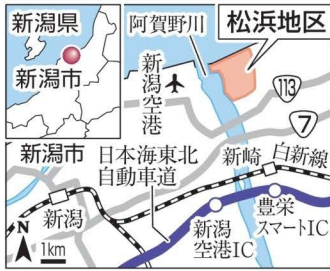 新潟県
新潟市
阿賀野川
松浜地区
新潟空港
113
7
新潟市
日本海東北
自動車道
新崎
白新線
新潟
新潟
空港IC
豊栄
スマートIC
N
1km